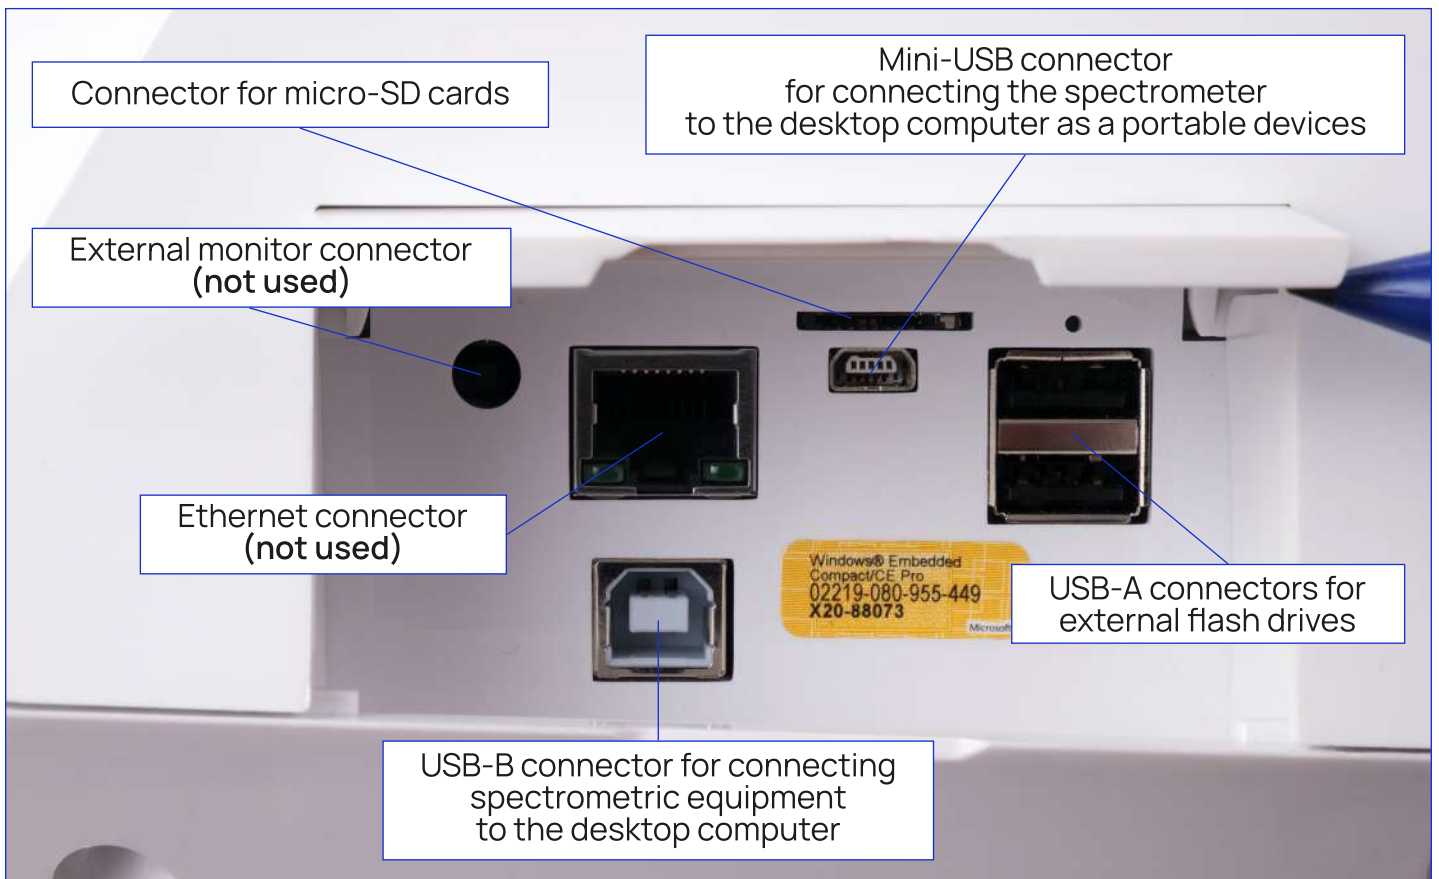 Connector for micro-SD cards
Mini-USB connector
for connecting the spectrometer
to the desktop computer as a portable devices
External monitor connector
(not used)
Ethernet connector
(not used)
Windows® Embedded
Compact/CE Pro
02219-080-955-449
X20-88073
Microsoft
USB-A connectors for
external flash drives
USB-B connector for connecting
spectrometric equipment
to the desktop computer